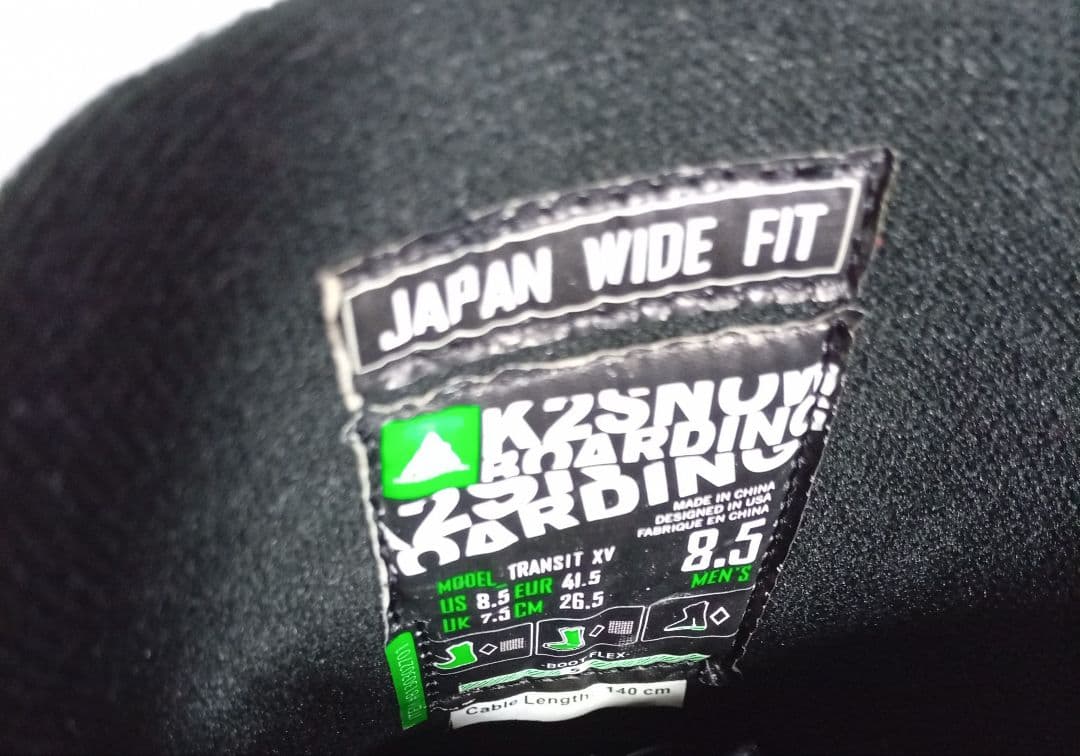 JAPAN WIDE FIT
K2SNOW
BOARDING
MADE IN CHINA
DESIGNED IN USA
FABRIQUE EN CHINA
8.5
MEN'S
MODEL TRANSIT XV
US 8.5 EUR 41.5
UK 7.5 CM 26.5
BOOT FLEX
Cable Length: 140 cm